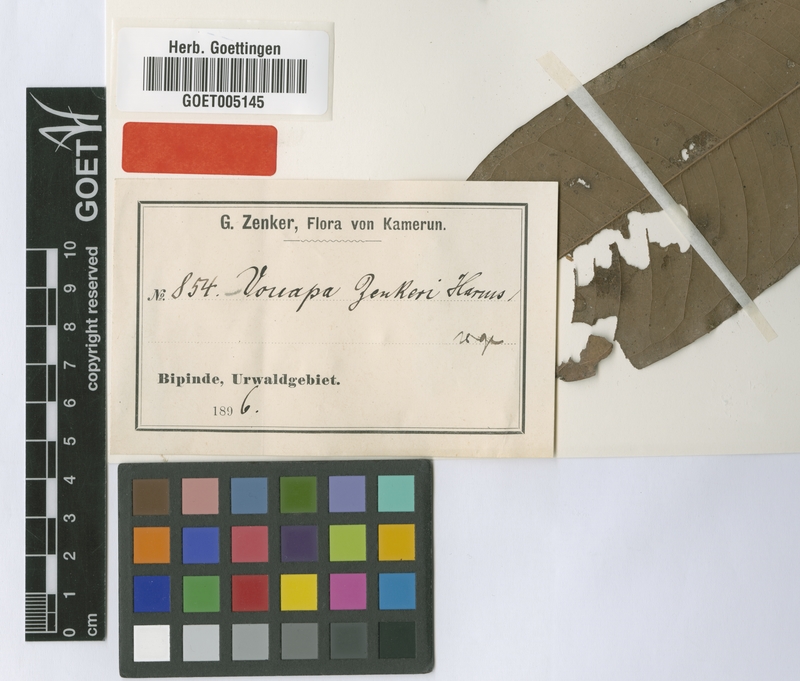 Herb. Goettingen
GOET005145
G. Zenker, Flora von Kamerun.
№. 854. Vouapa Zenkeri Harms
Bipinde, Urwaldgebiet.
1896.
GOET
copyright reserved
0 1 2 3 4 5 6 7 8 9 10
cm